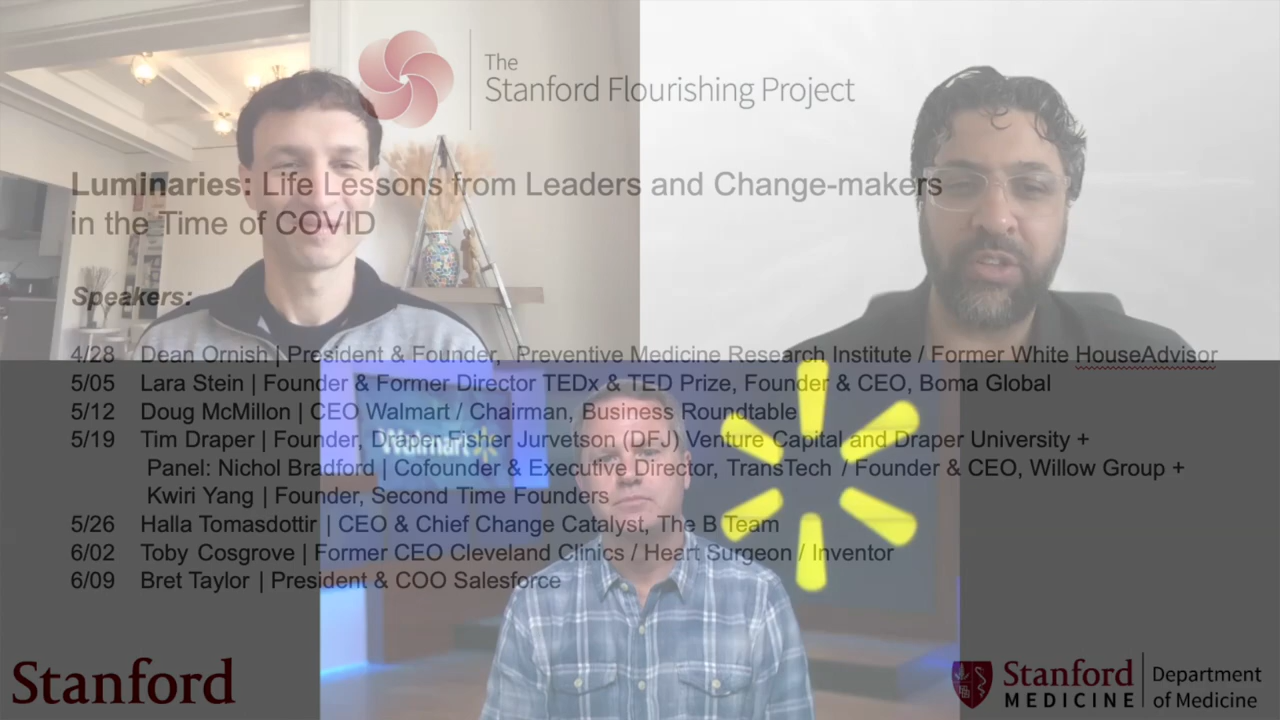 The
Stanford Flourishing Project
Luminaries: Life Lessons from Leaders and Change-makers
in the Time of COVID
Speakers:
4/28 Dean Ornish | President & Founder, Preventive Medicine Research Institute / Former White HouseAdvisor
5/05 Lara Stein | Founder & Former Director TEDx & TED Prize, Founder & CEO, Boma Global
5/12 Doug McMillon | CEO Walmart / Chairman, Business Roundtable
5/19 Tim Draper | Founder, Draper Fisher Jurvetson (DFJ) Venture Capital and Draper University +
Panel: Nichol Bradford | Cofounder & Executive Director, TransTech / Founder & CEO, Willow Group +
Kwiri Yang | Founder, Second Time Founders
5/26 Halla Tomasdottir | CEO & Chief Change Catalyst, The B Team
6/02 Toby Cosgrove | Former CEO Cleveland Clinics / Heart Surgeon / Inventor
6/09 Bret Taylor | President & COO Salesforce
Walmart
Stanford
Stanford
MEDICINE
Department
of Medicine